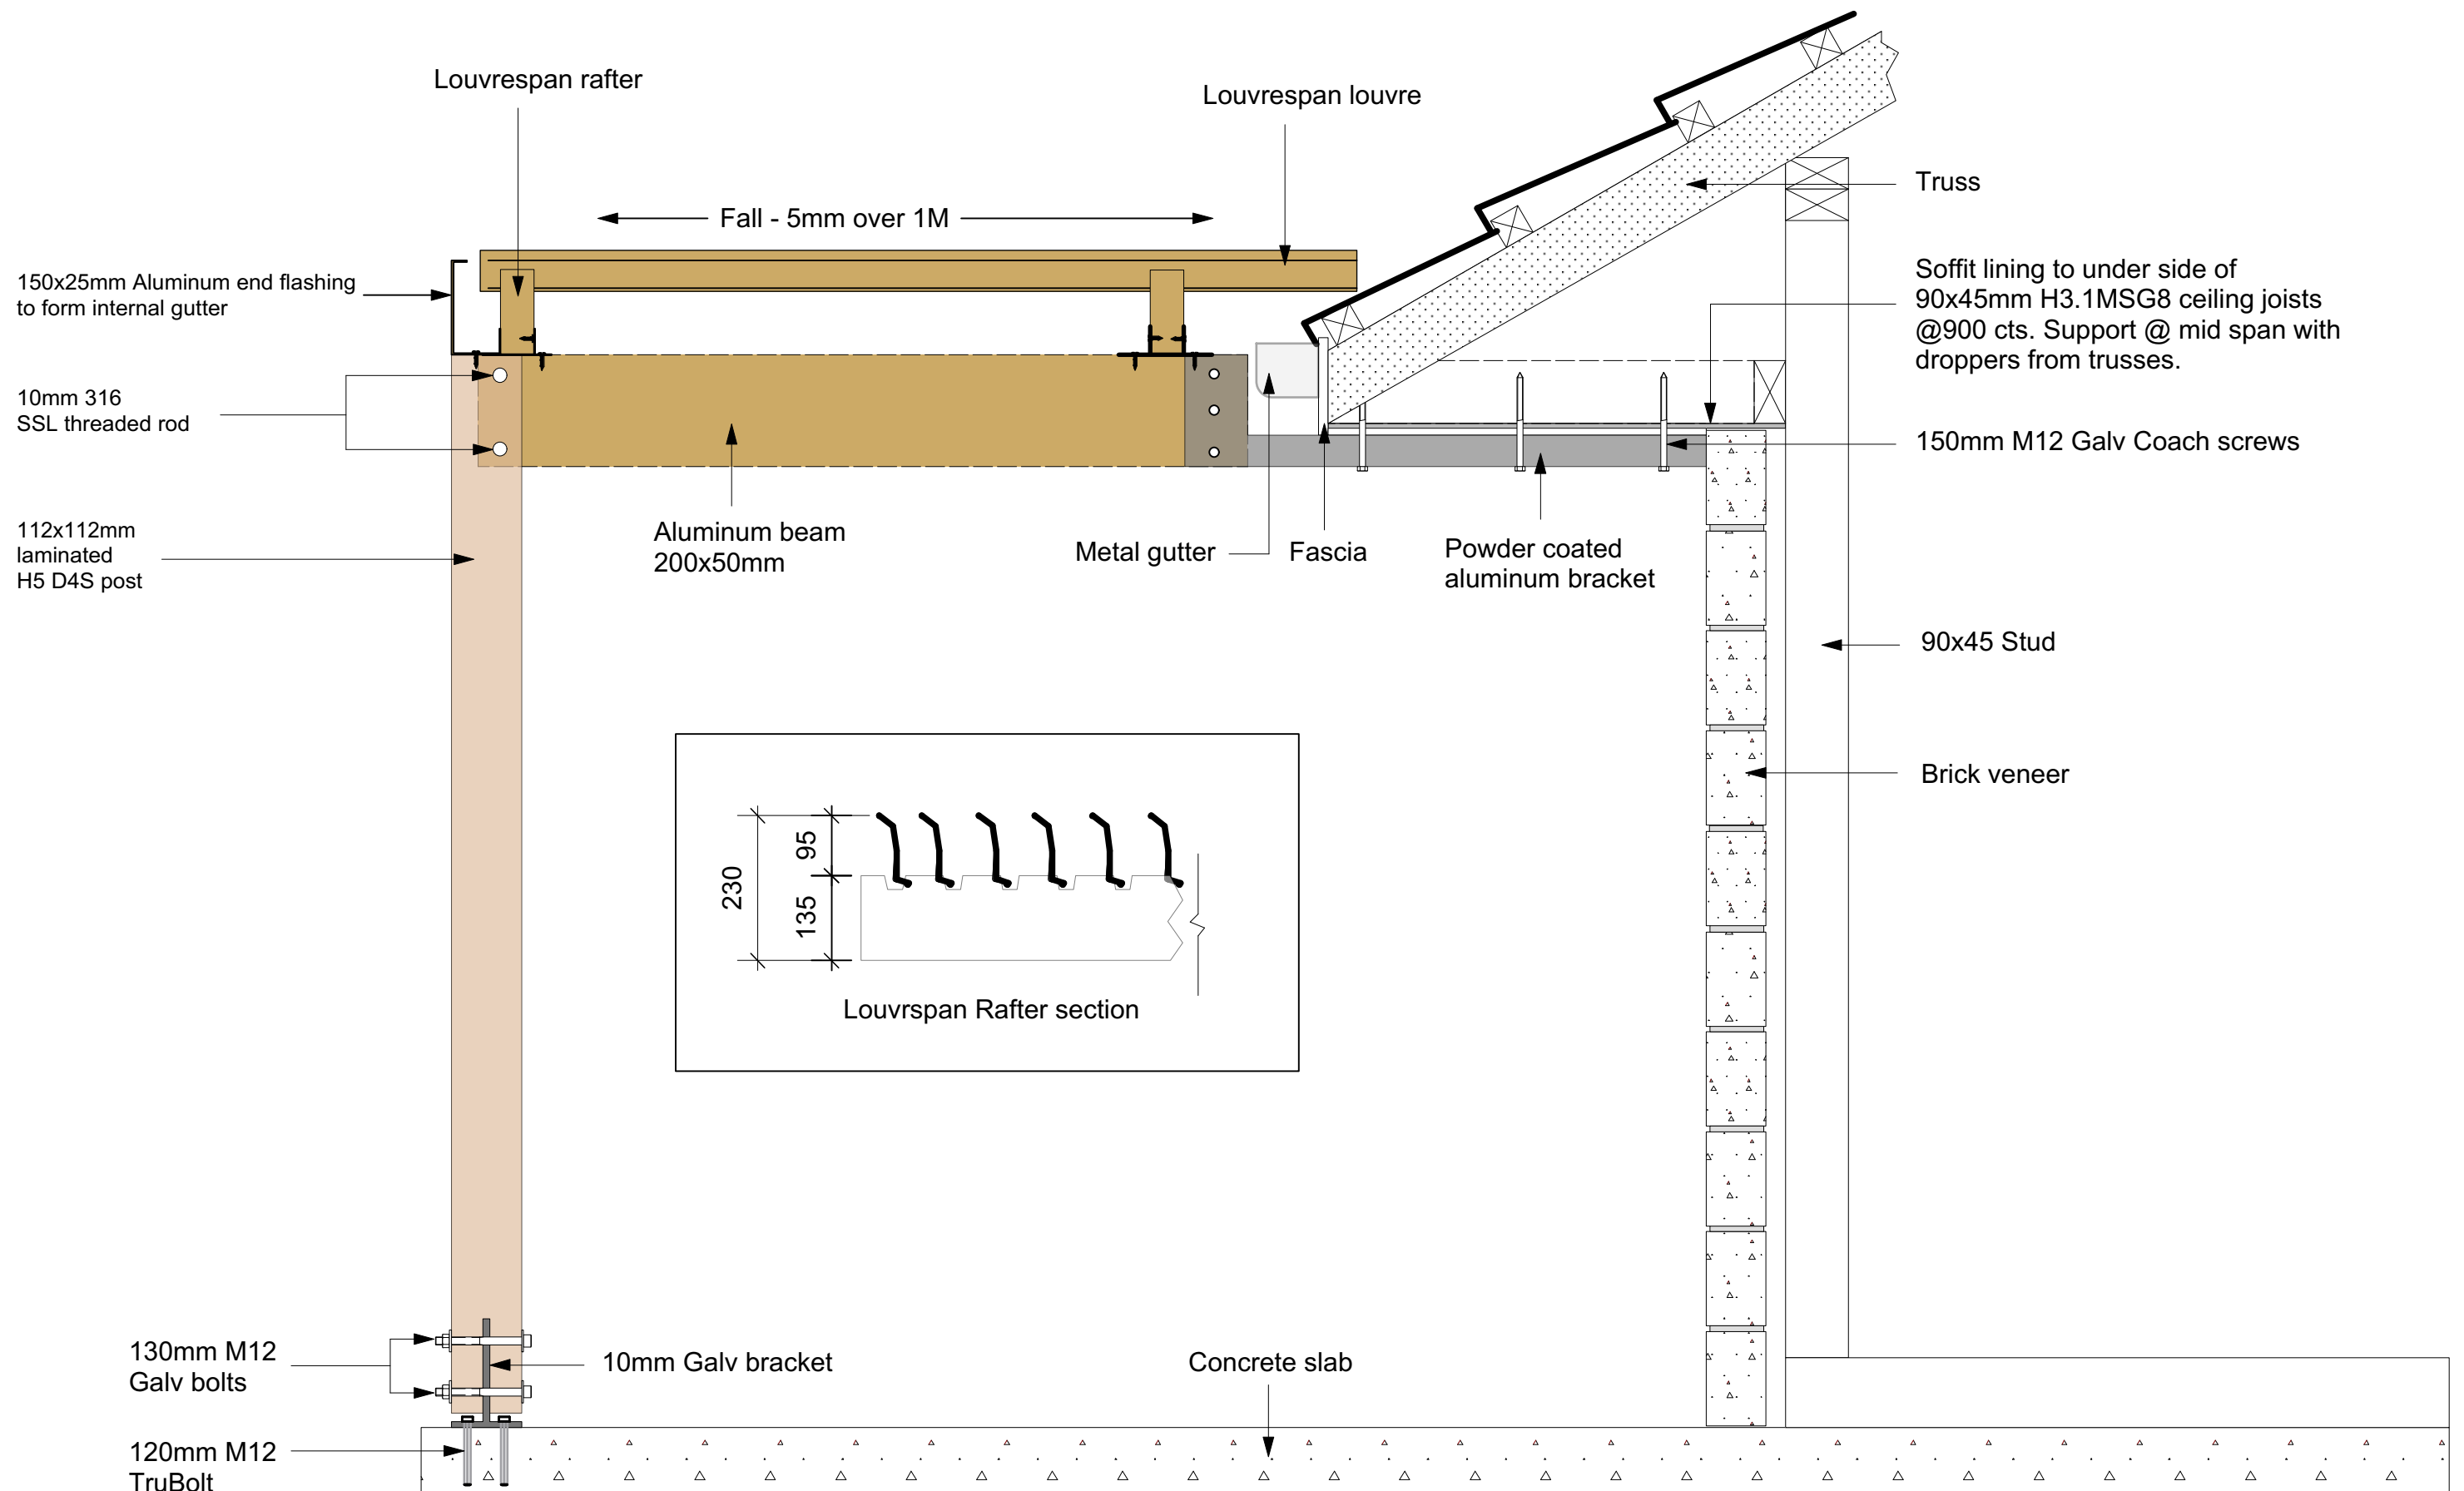 Louvrespan rafter
Louvrespan louvre
Truss
Fall - 5mm over 1M
150x25mm Aluminum end flashing
to form internal gutter
Soffit lining to under side of
90x45mm H3.1MSG8 ceiling joists
@900 cts. Support @ mid span with
droppers from trusses.
10mm 316
SSL threaded rod
150mm M12 Galv Coach screws
112x112mm
laminated
H5 D4S post
Aluminum beam
200x50mm
Metal gutter
Fascia
Powder coated
aluminum bracket
90x45 Stud
Brick veneer
230
95
135
Louvrspan Rafter section
130mm M12
Galv bolts
10mm Galv bracket
Concrete slab
120mm M12
TruBolt